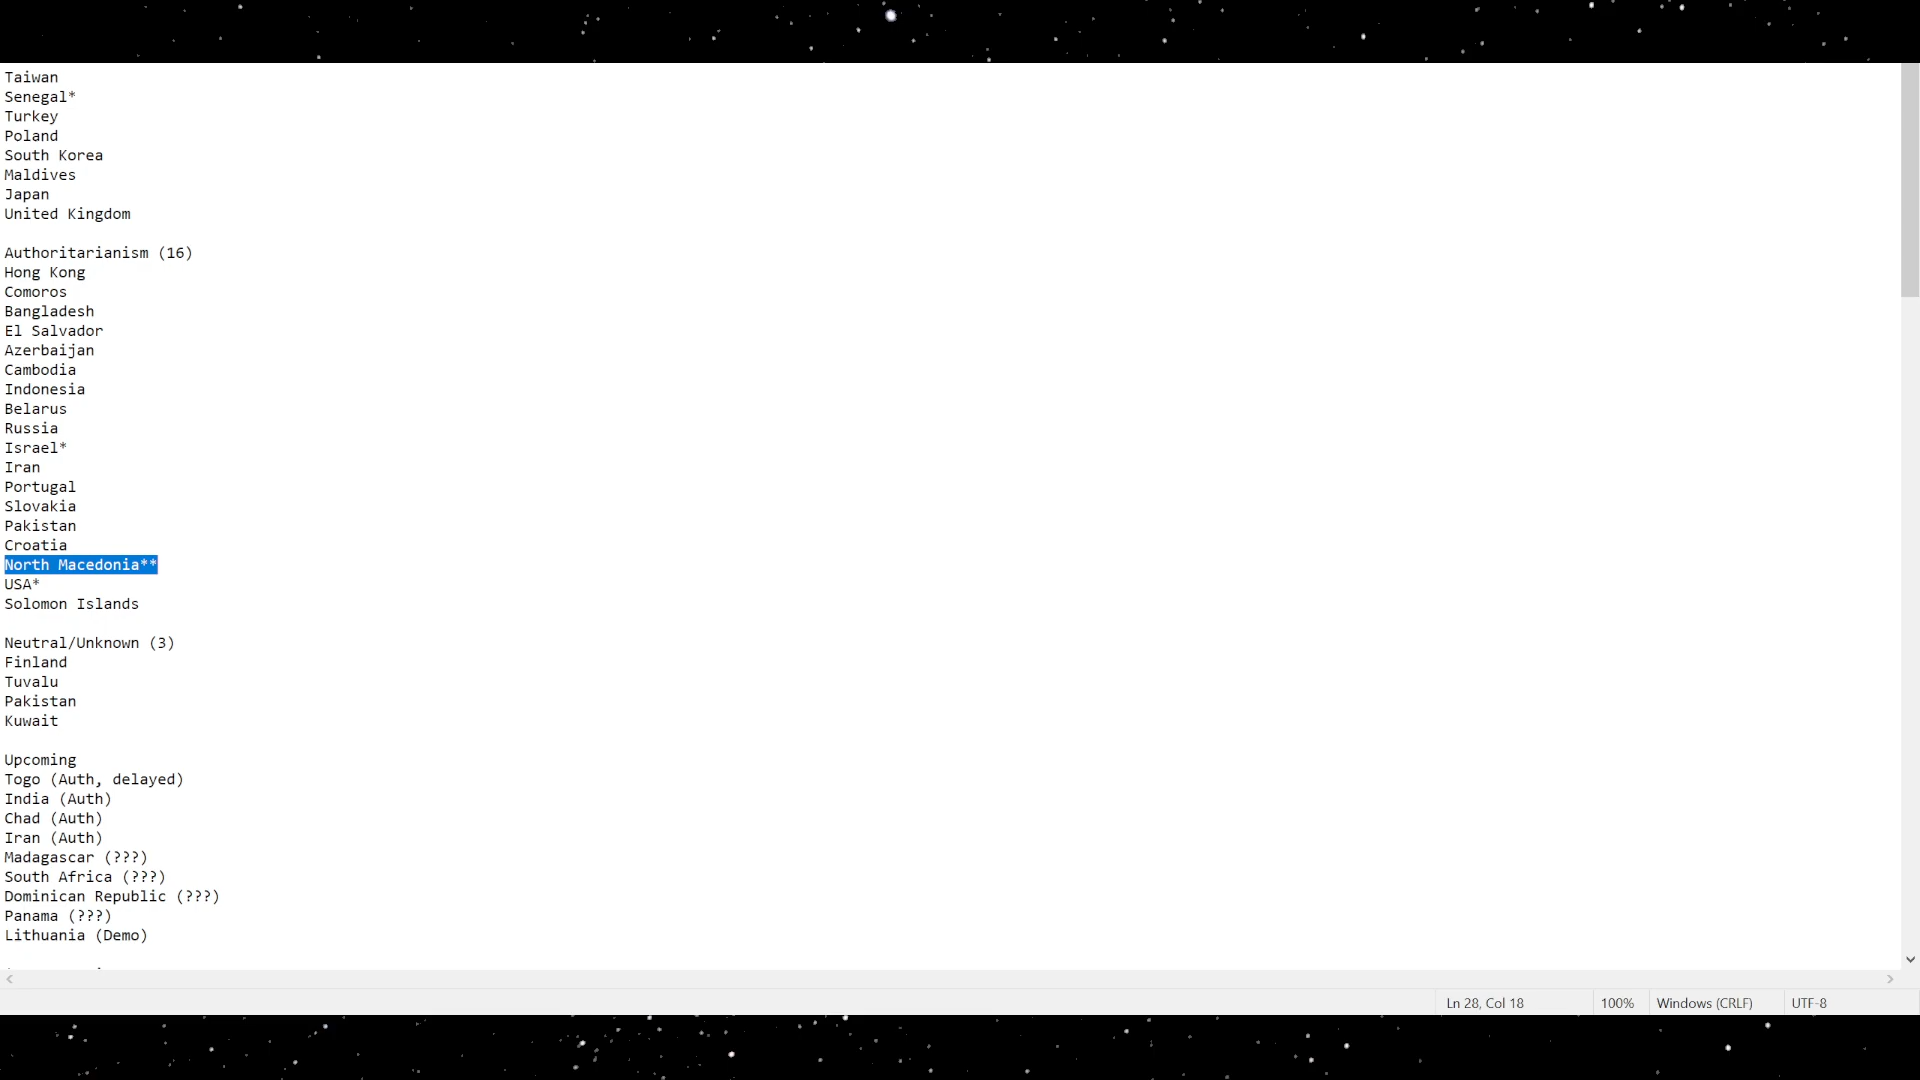 Taiwan
Senegal*
Turkey
Poland
South Korea
Maldives
Japan
United Kingdom
Authoritarianism (16)
Hong Kong
Comoros
Bangladesh
El Salvador
Azerbaijan
Cambodia
Indonesia
Belarus
Russia
Israel*
Iran
Portugal
Slovakia
Pakistan
Croatia
North Macedonia**
USA*
Solomon Islands
Neutral/Unknown (3)
Finland
Tuvalu
Pakistan
Kuwait
Upcoming
Togo (Auth, delayed)
India (Auth)
Chad (Auth)
Iran (Auth)
Madagascar (???)
South Africa (???)
Dominican Republic (???)
Panama (???)
Lithuania (Demo)
Ln 28, Col 18 100% Windows (CRLF) UTF-8